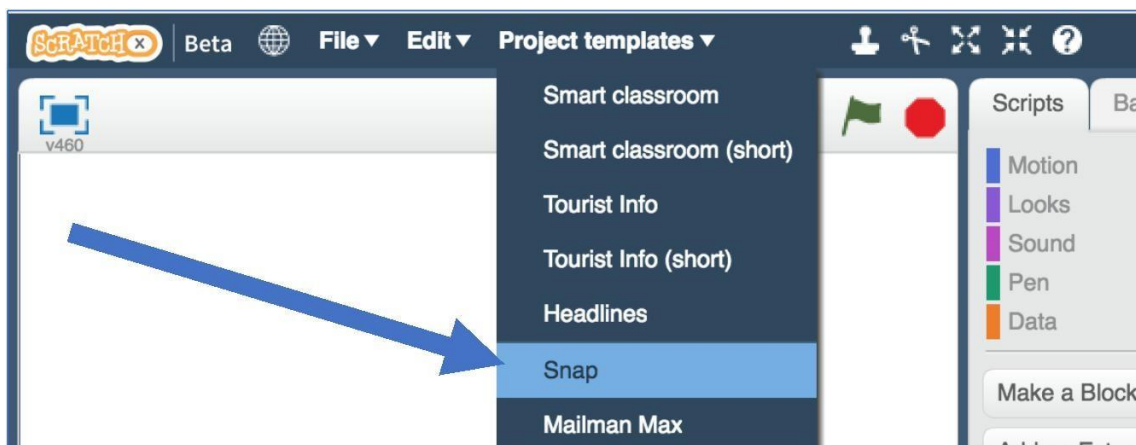 SCRATCH X Beta File ▾ Edit ▾ Project templates ▾ ?
v460
Smart classroom
Smart classroom (short)
Tourist Info
Tourist Info (short)
Headlines
Snap
Mailman Max
Scripts Ba
Motion
Looks
Sound
Pen
Data
Make a Block